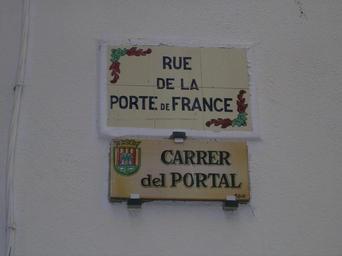 RUE
DE LA
PORTE DE FRANCE
CARRER
del PORTAL